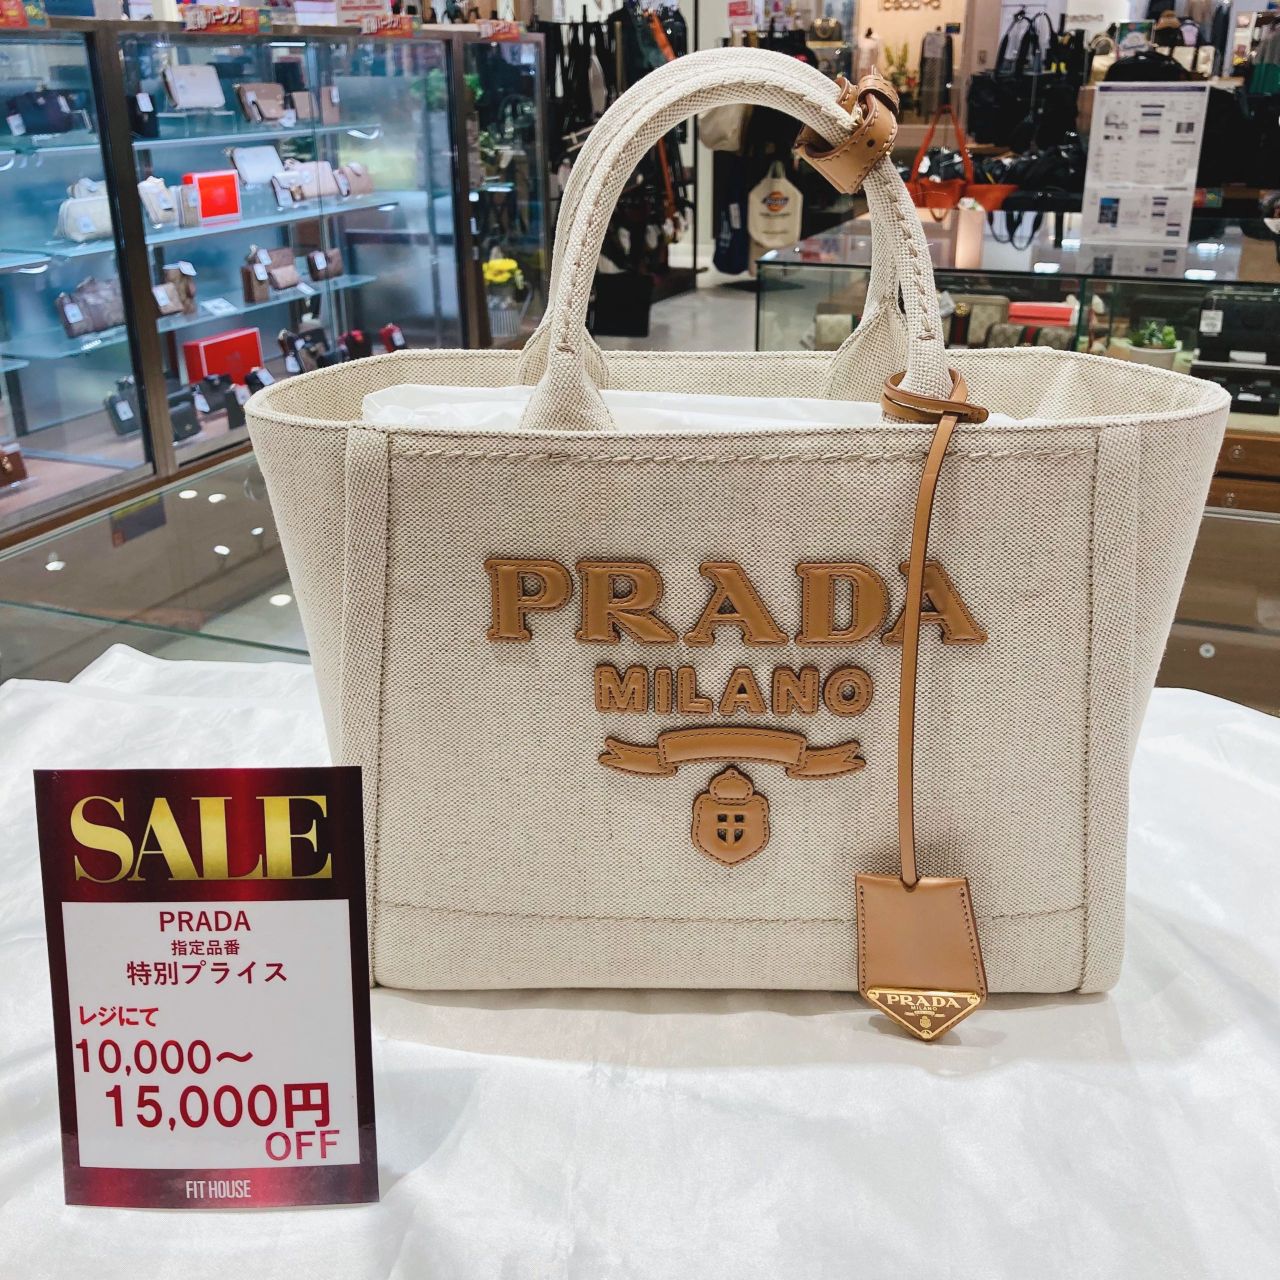 PRADA
MILANO
PRADA
MILANO
SALE
PRADA
指定品番
特別プライス
レジにて
10,000～
15,000円
OFF
FIT HOUSE